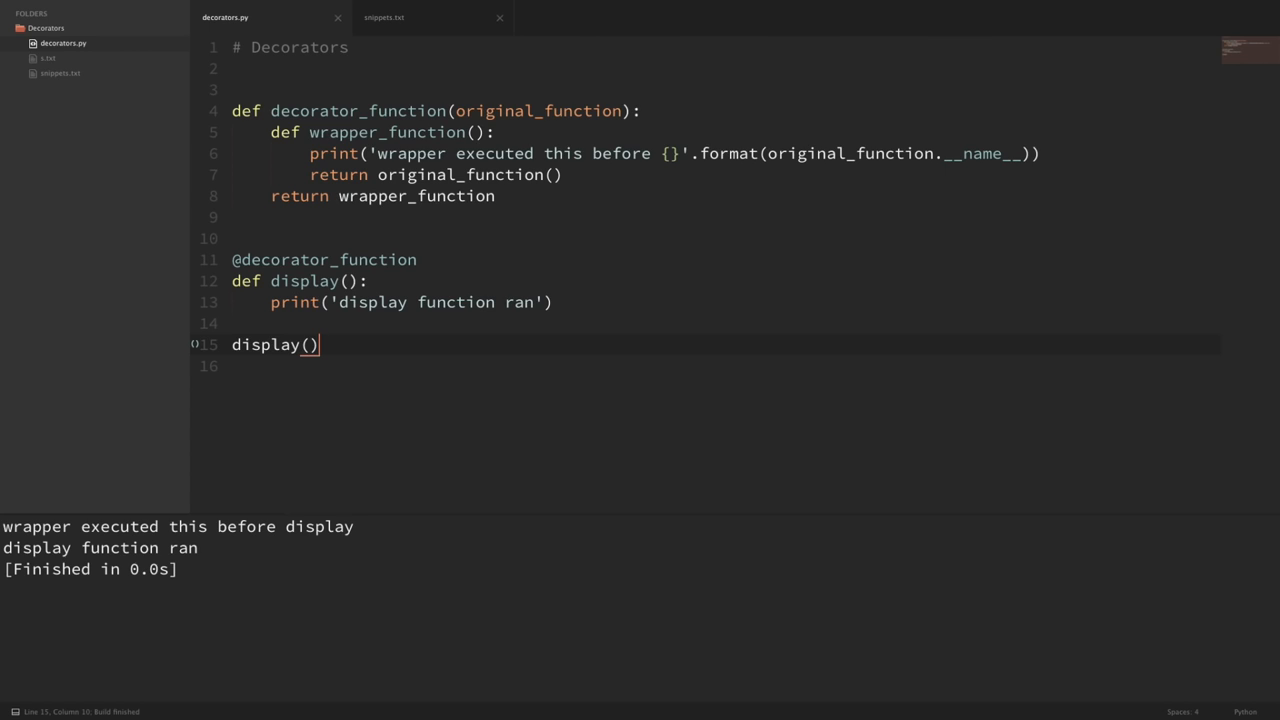 FOLDERS
Decorators
decorators.py
s.txt
snippets.txt
decorators.py
snippets.txt
1 # Decorators
2
3
4 def decorator_function(original_function):
5     def wrapper_function():
6         print('wrapper executed this before {}'.format(original_function.__name__))
7         return original_function()
8     return wrapper_function
9
10
11 @decorator_function
12 def display():
13     print('display function ran')
14
15 display()
16
wrapper executed this before display
display function ran
[Finished in 0.0s]
Line 15, Column 10; Build finished
Spaces: 4
Python